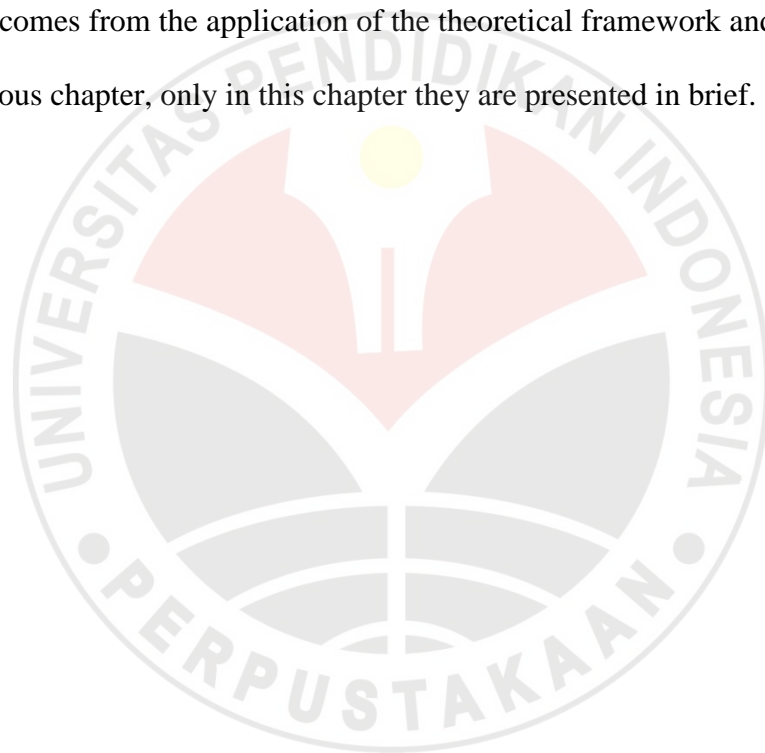 comes from the application of the theoretical framework and
ous chapter, only in this chapter they are presented in brief.
UNIVERSITAS PENDIDIKAN INDONESIA
PERPUSTAKAAN